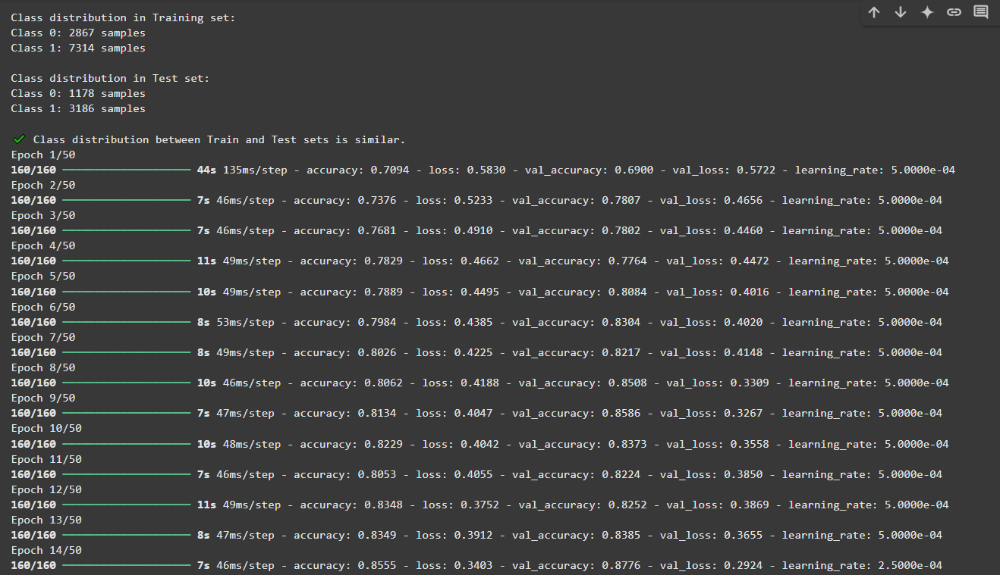 Class distribution in Training set:
Class 0: 2867 samples
Class 1: 7314 samples
Class distribution in Test set:
Class 0: 1178 samples
Class 1: 3186 samples
✔ Class distribution between Train and Test sets is similar.
Epoch 1/50
160/160 ━━━━━━━━━━━━━━━━━━━━ 44s 135ms/step - accuracy: 0.7094 - loss: 0.5830 - val_accuracy: 0.6900 - val_loss: 0.5722 - learning_rate: 5.0000e-04
Epoch 2/50
160/160 ━━━━━━━━━━━━━━━━━━━━ 7s 46ms/step - accuracy: 0.7376 - loss: 0.5233 - val_accuracy: 0.7807 - val_loss: 0.4656 - learning_rate: 5.0000e-04
Epoch 3/50
160/160 ━━━━━━━━━━━━━━━━━━━━ 7s 46ms/step - accuracy: 0.7681 - loss: 0.4910 - val_accuracy: 0.7802 - val_loss: 0.4460 - learning_rate: 5.0000e-04
Epoch 4/50
160/160 ━━━━━━━━━━━━━━━━━━━━ 11s 49ms/step - accuracy: 0.7829 - loss: 0.4662 - val_accuracy: 0.7764 - val_loss: 0.4472 - learning_rate: 5.0000e-04
Epoch 5/50
160/160 ━━━━━━━━━━━━━━━━━━━━ 10s 49ms/step - accuracy: 0.7889 - loss: 0.4495 - val_accuracy: 0.8084 - val_loss: 0.4016 - learning_rate: 5.0000e-04
Epoch 6/50
160/160 ━━━━━━━━━━━━━━━━━━━━ 8s 53ms/step - accuracy: 0.7984 - loss: 0.4385 - val_accuracy: 0.8304 - val_loss: 0.4020 - learning_rate: 5.0000e-04
Epoch 7/50
160/160 ━━━━━━━━━━━━━━━━━━━━ 8s 49ms/step - accuracy: 0.8026 - loss: 0.4225 - val_accuracy: 0.8217 - val_loss: 0.4148 - learning_rate: 5.0000e-04
Epoch 8/50
160/160 ━━━━━━━━━━━━━━━━━━━━ 10s 46ms/step - accuracy: 0.8062 - loss: 0.4188 - val_accuracy: 0.8508 - val_loss: 0.3309 - learning_rate: 5.0000e-04
Epoch 9/50
160/160 ━━━━━━━━━━━━━━━━━━━━ 7s 47ms/step - accuracy: 0.8134 - loss: 0.4047 - val_accuracy: 0.8586 - val_loss: 0.3267 - learning_rate: 5.0000e-04
Epoch 10/50
160/160 ━━━━━━━━━━━━━━━━━━━━ 10s 48ms/step - accuracy: 0.8229 - loss: 0.4042 - val_accuracy: 0.8373 - val_loss: 0.3558 - learning_rate: 5.0000e-04
Epoch 11/50
160/160 ━━━━━━━━━━━━━━━━━━━━ 7s 46ms/step - accuracy: 0.8053 - loss: 0.4055 - val_accuracy: 0.8224 - val_loss: 0.3850 - learning_rate: 5.0000e-04
Epoch 12/50
160/160 ━━━━━━━━━━━━━━━━━━━━ 11s 49ms/step - accuracy: 0.8348 - loss: 0.3752 - val_accuracy: 0.8252 - val_loss: 0.3869 - learning_rate: 5.0000e-04
Epoch 13/50
160/160 ━━━━━━━━━━━━━━━━━━━━ 8s 47ms/step - accuracy: 0.8349 - loss: 0.3912 - val_accuracy: 0.8385 - val_loss: 0.3655 - learning_rate: 5.0000e-04
Epoch 14/50
160/160 ━━━━━━━━━━━━━━━━━━━━ 7s 46ms/step - accuracy: 0.8555 - loss: 0.3403 - val_accuracy: 0.8776 - val_loss: 0.2924 - learning_rate: 2.5000e-04